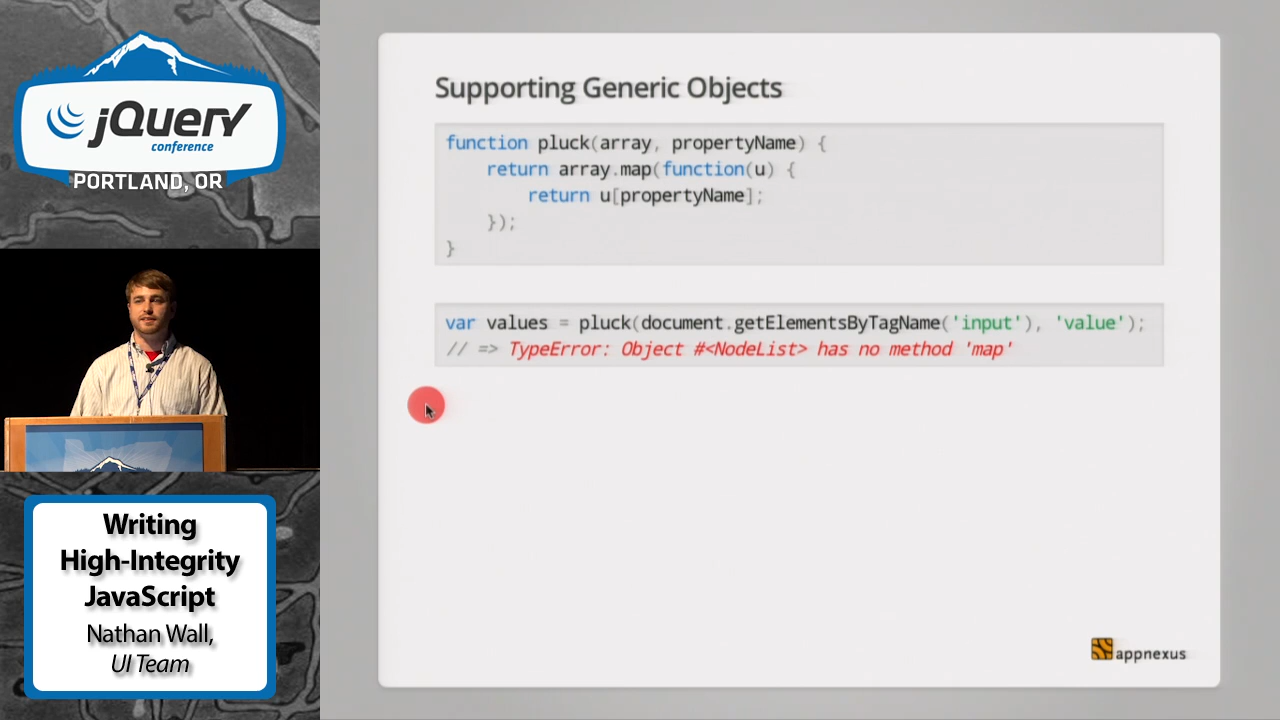 jQuery
conference
PORTLAND, OR
Writing
High-Integrity
JavaScript
Nathan Wall,
UI Team
Supporting Generic Objects
function pluck(array, propertyName) {
    return array.map(function(u) {
        return u[propertyName];
    });
}
var values = pluck(document.getElementsByTagName('input'), 'value');
// => TypeError: Object #<NodeList> has no method 'map'
appnexus